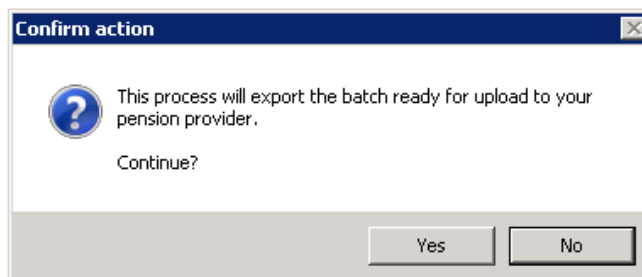 Confirm action
This process will export the batch ready for upload to your
pension provider.
Continue?
Yes
No